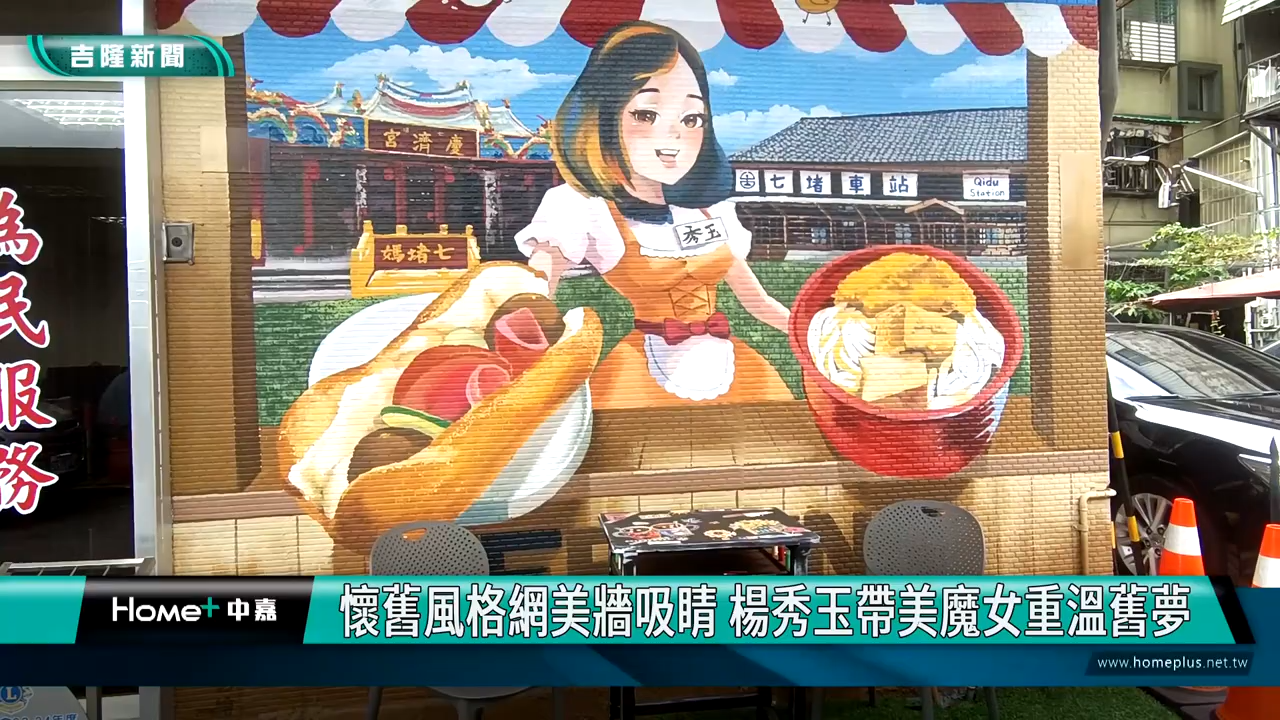 吉隆新聞
慶濟宮
七堵車站
Qidu
Station
秀玉
七堵媽
為民服務
Home+中嘉
懷舊風格網美牆吸睛 楊秀玉帶美魔女重溫舊夢
www.homeplus.net.tw